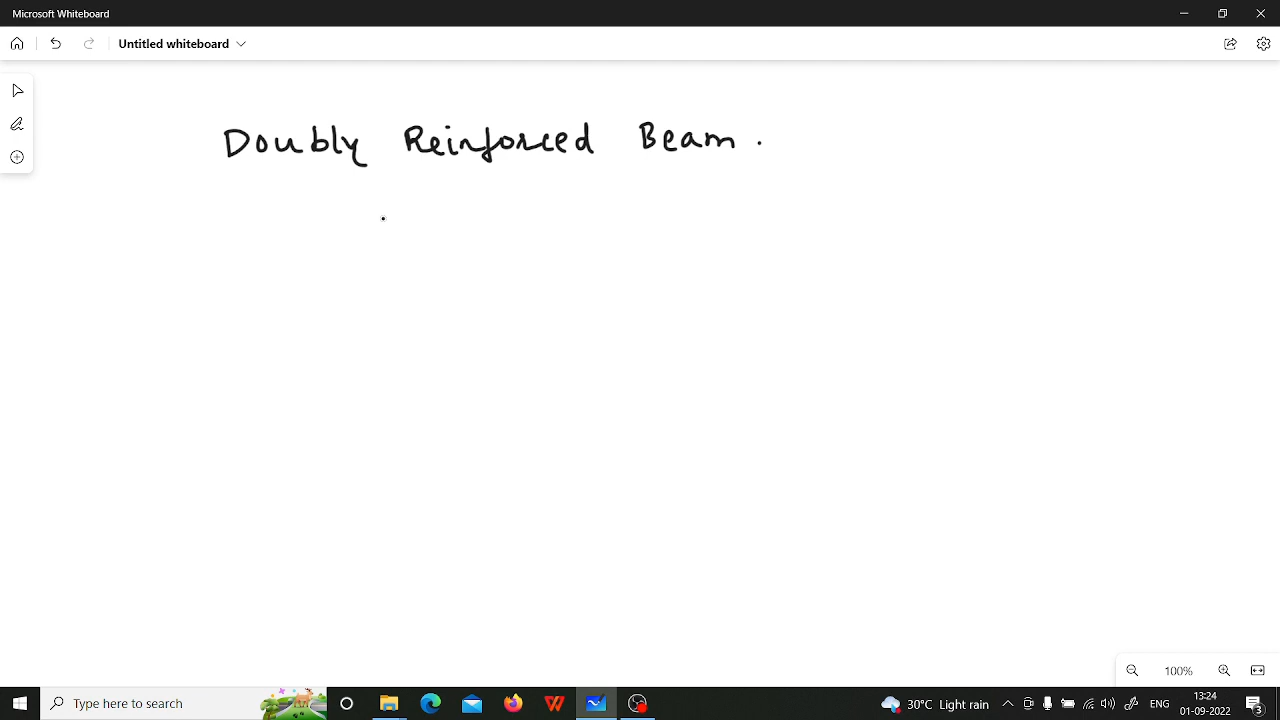 Microsoft Whiteboard
Untitled whiteboard
Doubly Reinforced Beam .
100%
Type here to search
30°C Light rain
ENG
13:24
01-09-2022
3